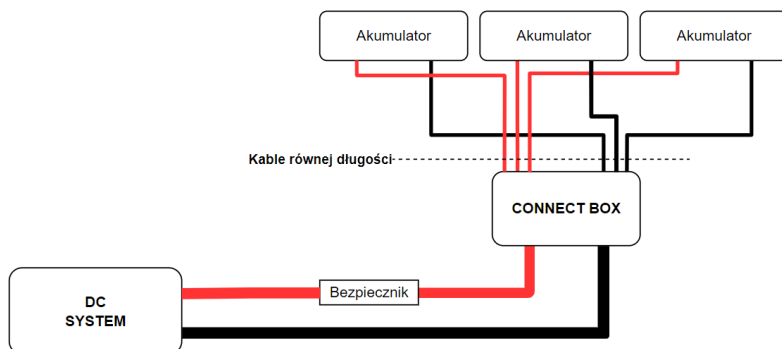 Akumulator
Akumulator
Akumulator
Kable równej długości
CONNECT BOX
Bezpiecznik
DC
SYSTEM